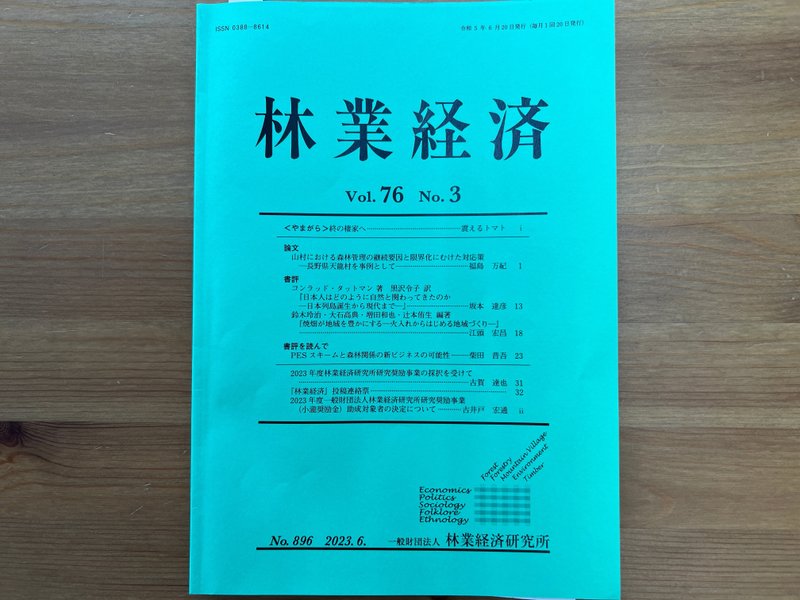 ISSN 0388-8614
令和5年6月20日発行（毎月1回20日発行）
林業経済
Vol. 76 No. 3
＜やまがら＞終の棲家へ……震えるトマト i
論文
山村における森林管理の継続要因と限界化にむけた対応策
―長野県天龍村を事例として……福島 万紀 1
書評
コンラッド・タットマン 著 黒沢令子 訳
『日本人はどのように自然と関わってきたのか
―日本列島誕生から現代まで―』……坂本 達彦 13
鈴木玲治・大石高典・増田和也・辻本侑生 編著
『焼畑が地域を豊かにする―火入れからはじめる地域づくり―』
……江頭 宏昌 18
書評を読んで
PESスキームと森林関係の新ビジネスの可能性……柴田 晋吾 23
2023年度林業経済研究所研究奨励事業の採択を受けて
……古賀 達也 31
『林業経済』投稿連絡票……32
2023年度一般財団法人林業経済研究所研究奨励事業
（小瀧奨励金）助成対象者の決定について……古井戸 宏通 ii
Forest
Forestry
Mountain Village
Environment
Timber
Economics
Politics
Sociology
Folklore
Ethnology
No. 896 2023. 6. 一般財団法人 林業経済研究所